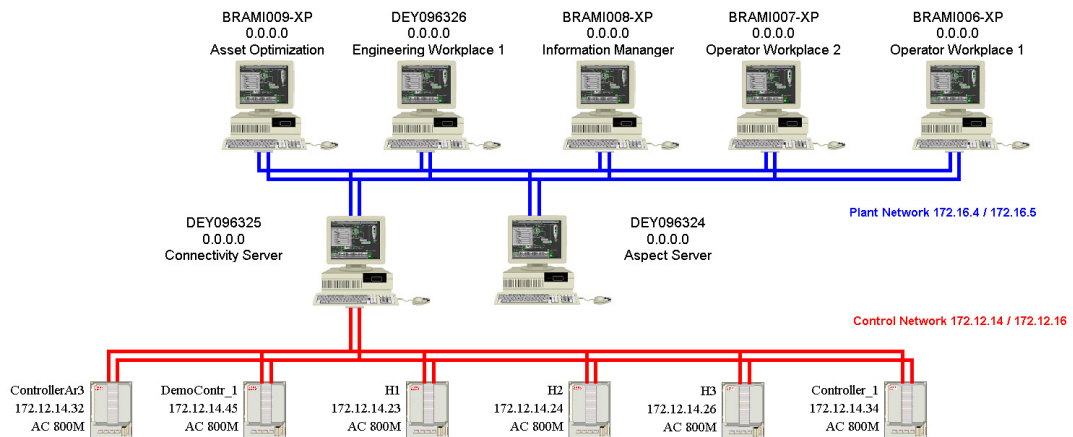 BRAMI009-XP
0.0.0.0
Asset Optimization
DEY096326
0.0.0.0
Engineering Workplace 1
BRAMI008-XP
0.0.0.0
Information Mananger
BRAMI007-XP
0.0.0.0
Operator Workplace 2
BRAMI006-XP
0.0.0.0
Operator Workplace 1
Plant Network 172.16.4 / 172.16.5
DEY096325
0.0.0.0
Connectivity Server
DEY096324
0.0.0.0
Aspect Server
Control Network 172.12.14 / 172.12.16
ControllerAr3
172.12.14.32
AC 800M
DemoContr_1
172.12.14.45
AC 800M
H1
172.12.14.23
AC 800M
H2
172.12.14.24
AC 800M
H3
172.12.14.26
AC 800M
Controller_1
172.12.14.34
AC 800M